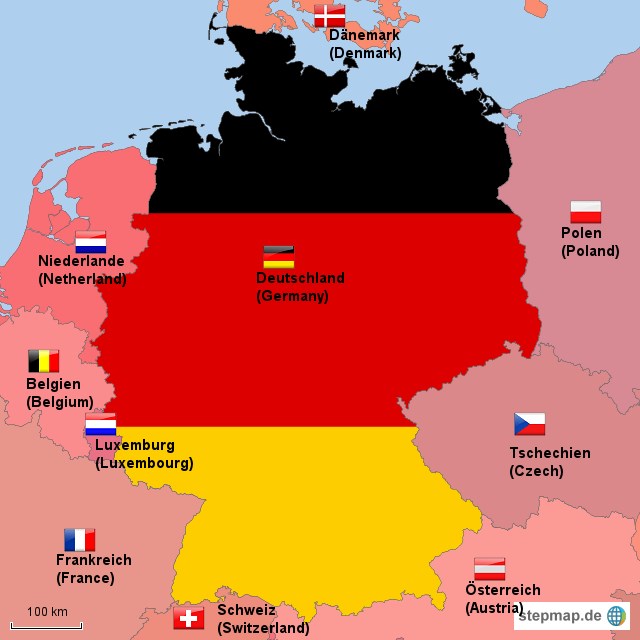 Dänemark
(Denmark)
Polen
(Poland)
Niederlande
(Netherland)
Deutschland
(Germany)
Belgien
(Belgium)
Luxemburg
(Luxembourg)
Tschechien
(Czech)
Frankreich
(France)
Österreich
(Austria)
Schweiz
(Switzerland)
100 km
stepmap.de